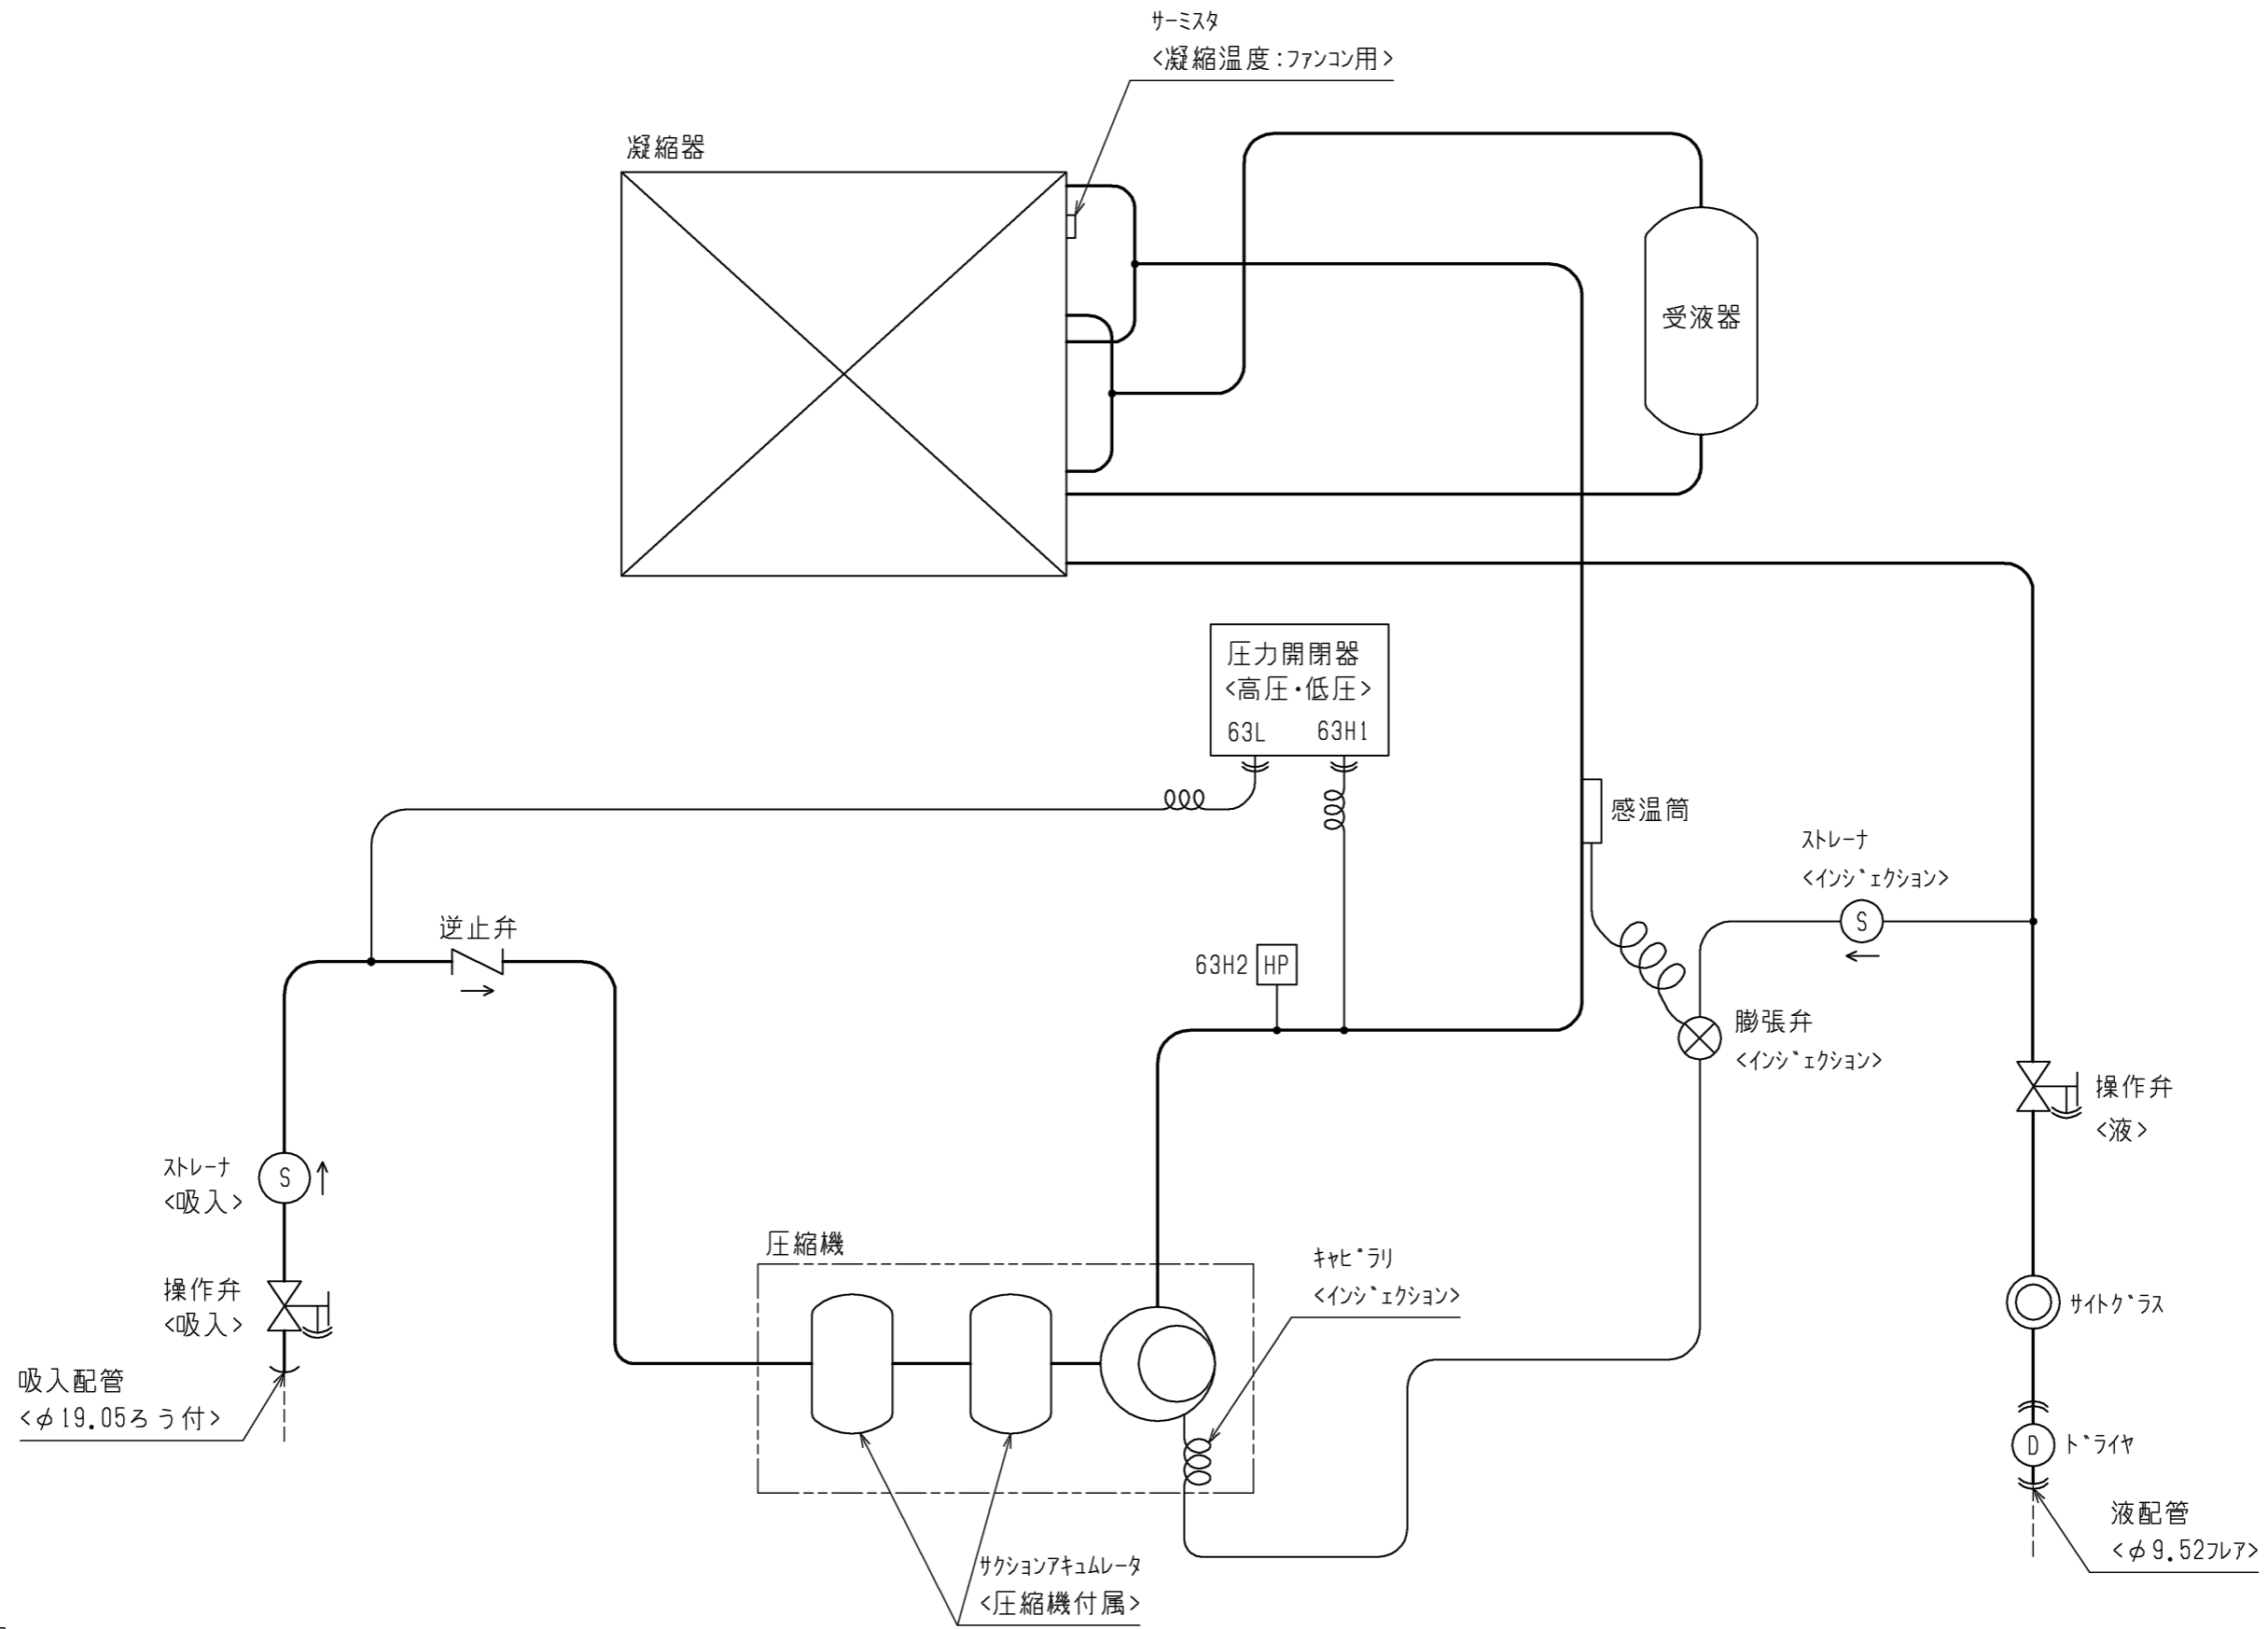 サーミスタ
<凝縮温度:ファンコン用>
凝縮器
受液器
圧力開閉器
<高圧・低圧>
63L 63H1
感温筒
ストレーナ
<インジェクション>
S
逆止弁
63H2 HP
膨張弁
<インジェクション>
操作弁
<液>
ストレーナ
<吸入>
S
圧縮機
キャピラリ
<インジェクション>
操作弁
<吸入>
サイトグラス
吸入配管
<φ19.05ろう付>
D ドライヤ
液配管
<φ9.52フレア>
サクションアキュムレータ
<圧縮機付属>